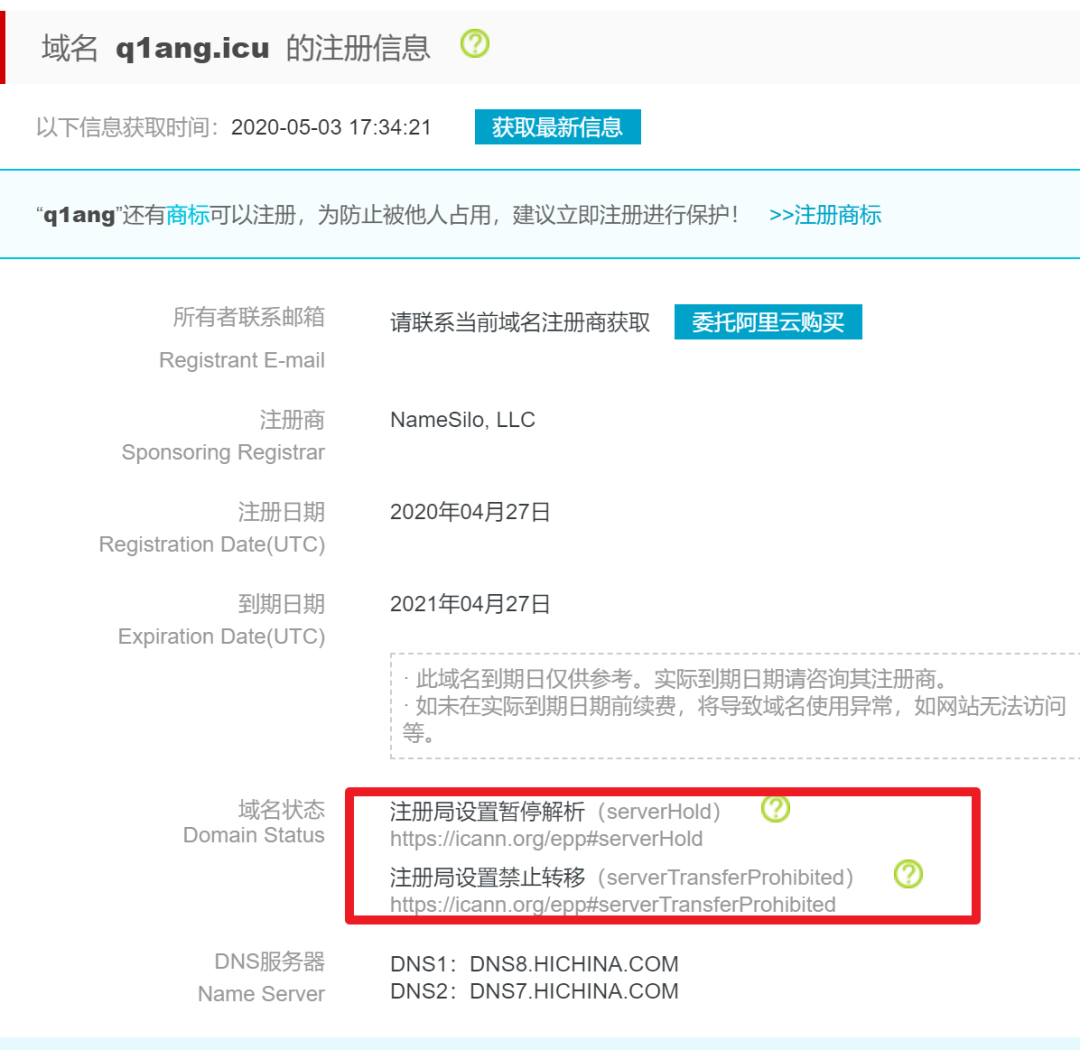 域名 q1ang.icu 的注册信息 ?
以下信息获取时间：2020-05-03 17:34:21 获取最新信息
“q1ang”还有商标可以注册，为防止被他人占用，建议立即注册进行保护！ >>注册商标
所有者联系邮箱 请联系当前域名注册商获取 委托阿里云购买
Registrant E-mail
注册商 NameSilo, LLC
Sponsoring Registrar
注册日期 2020年04月27日
Registration Date(UTC)
到期日期 2021年04月27日
Expiration Date(UTC)
· 此域名到期日仅供参考。实际到期日期请咨询其注册商。
· 如未在实际到期日期前续费，将导致域名使用异常，如网站无法访问
等。
域名状态 注册局设置暂停解析（serverHold） ?
Domain Status https://icann.org/epp#serverHold
注册局设置禁止转移（serverTransferProhibited） ?
https://icann.org/epp#serverTransferProhibited
DNS服务器 DNS1：DNS8.HICHINA.COM
Name Server DNS2：DNS7.HICHINA.COM